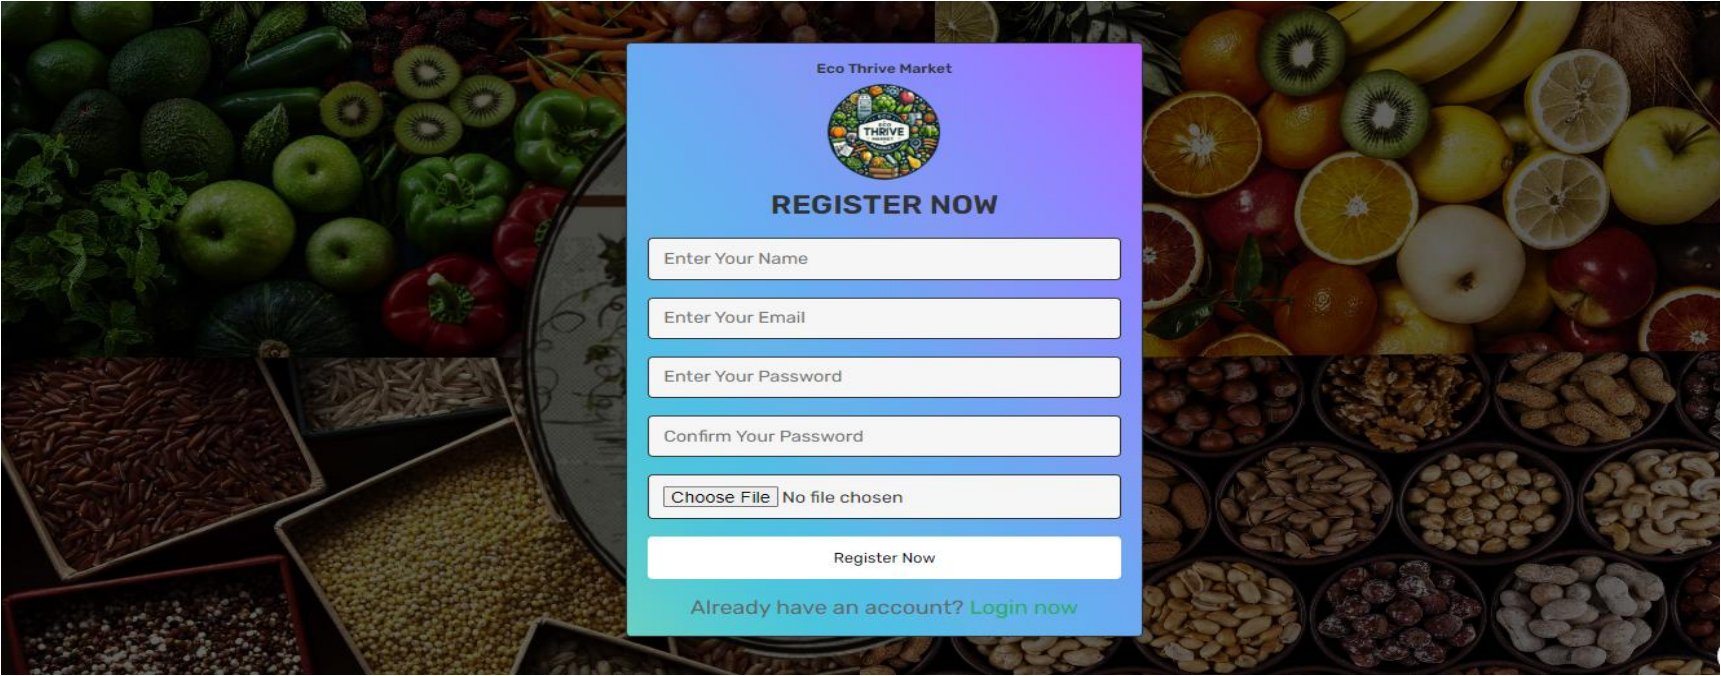 Eco Thrive Market
ECO
THRIVE
MARKET
REGISTER NOW
Enter Your Name
Enter Your Email
Enter Your Password
Confirm Your Password
Choose File No file chosen
Register Now
Already have an account? Login now